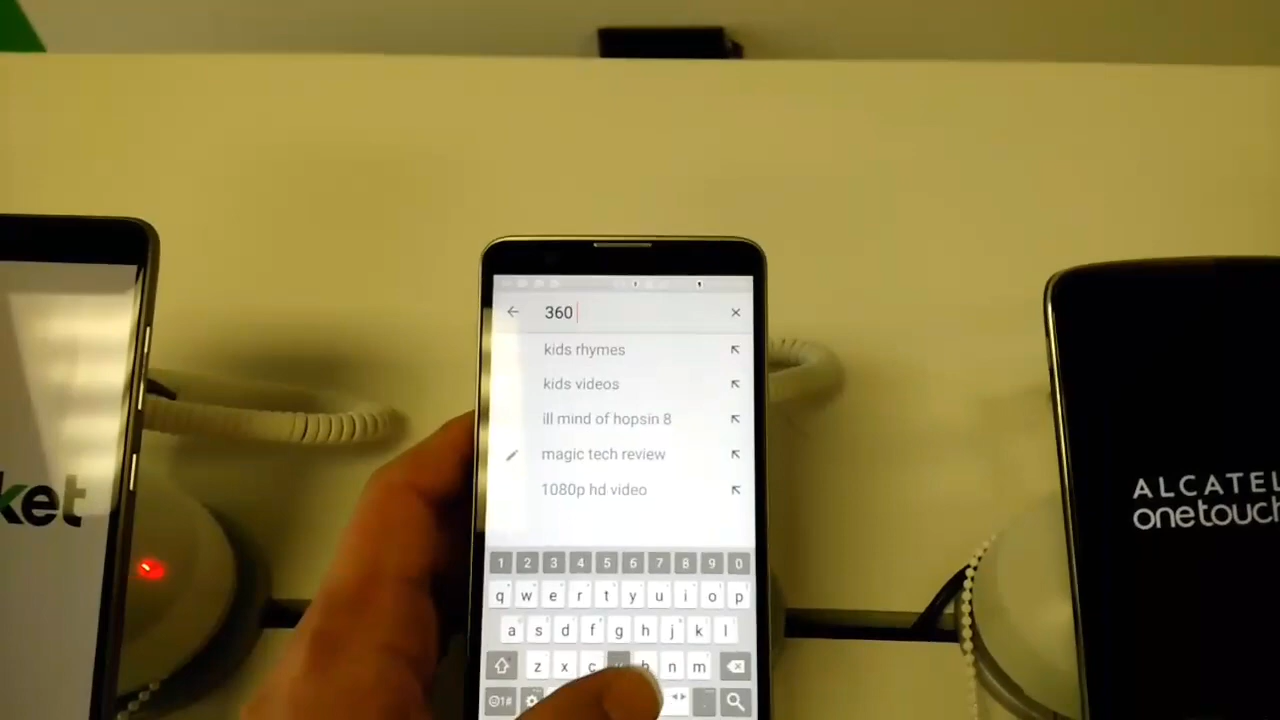 360
kids rhymes
kids videos
ill mind of hopsin 8
magic tech review
1080p hd video
1 2 3 4 5 6 7 8 9 0
q w e r t y u i o p
a s d f g h j k l
z x c v b n m
1#
ket
ALCATEL
onetouch